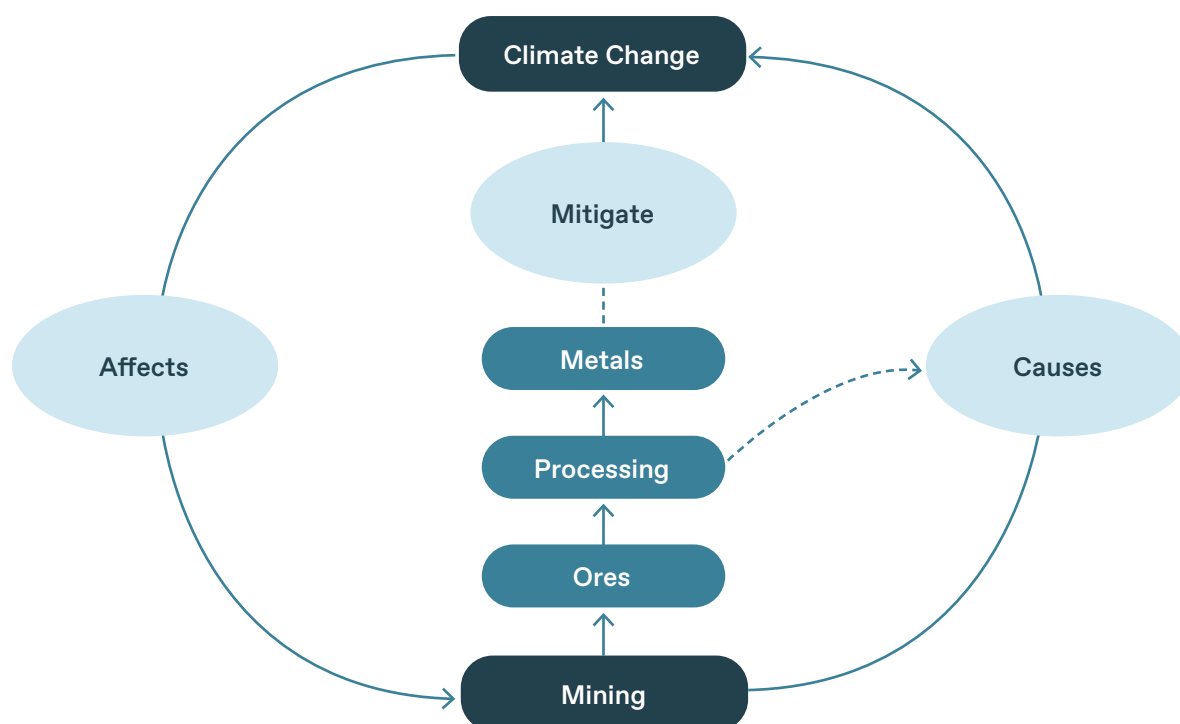 Climate Change
Mitigate
Affects
Metals
Causes
Processing
Ores
Mining